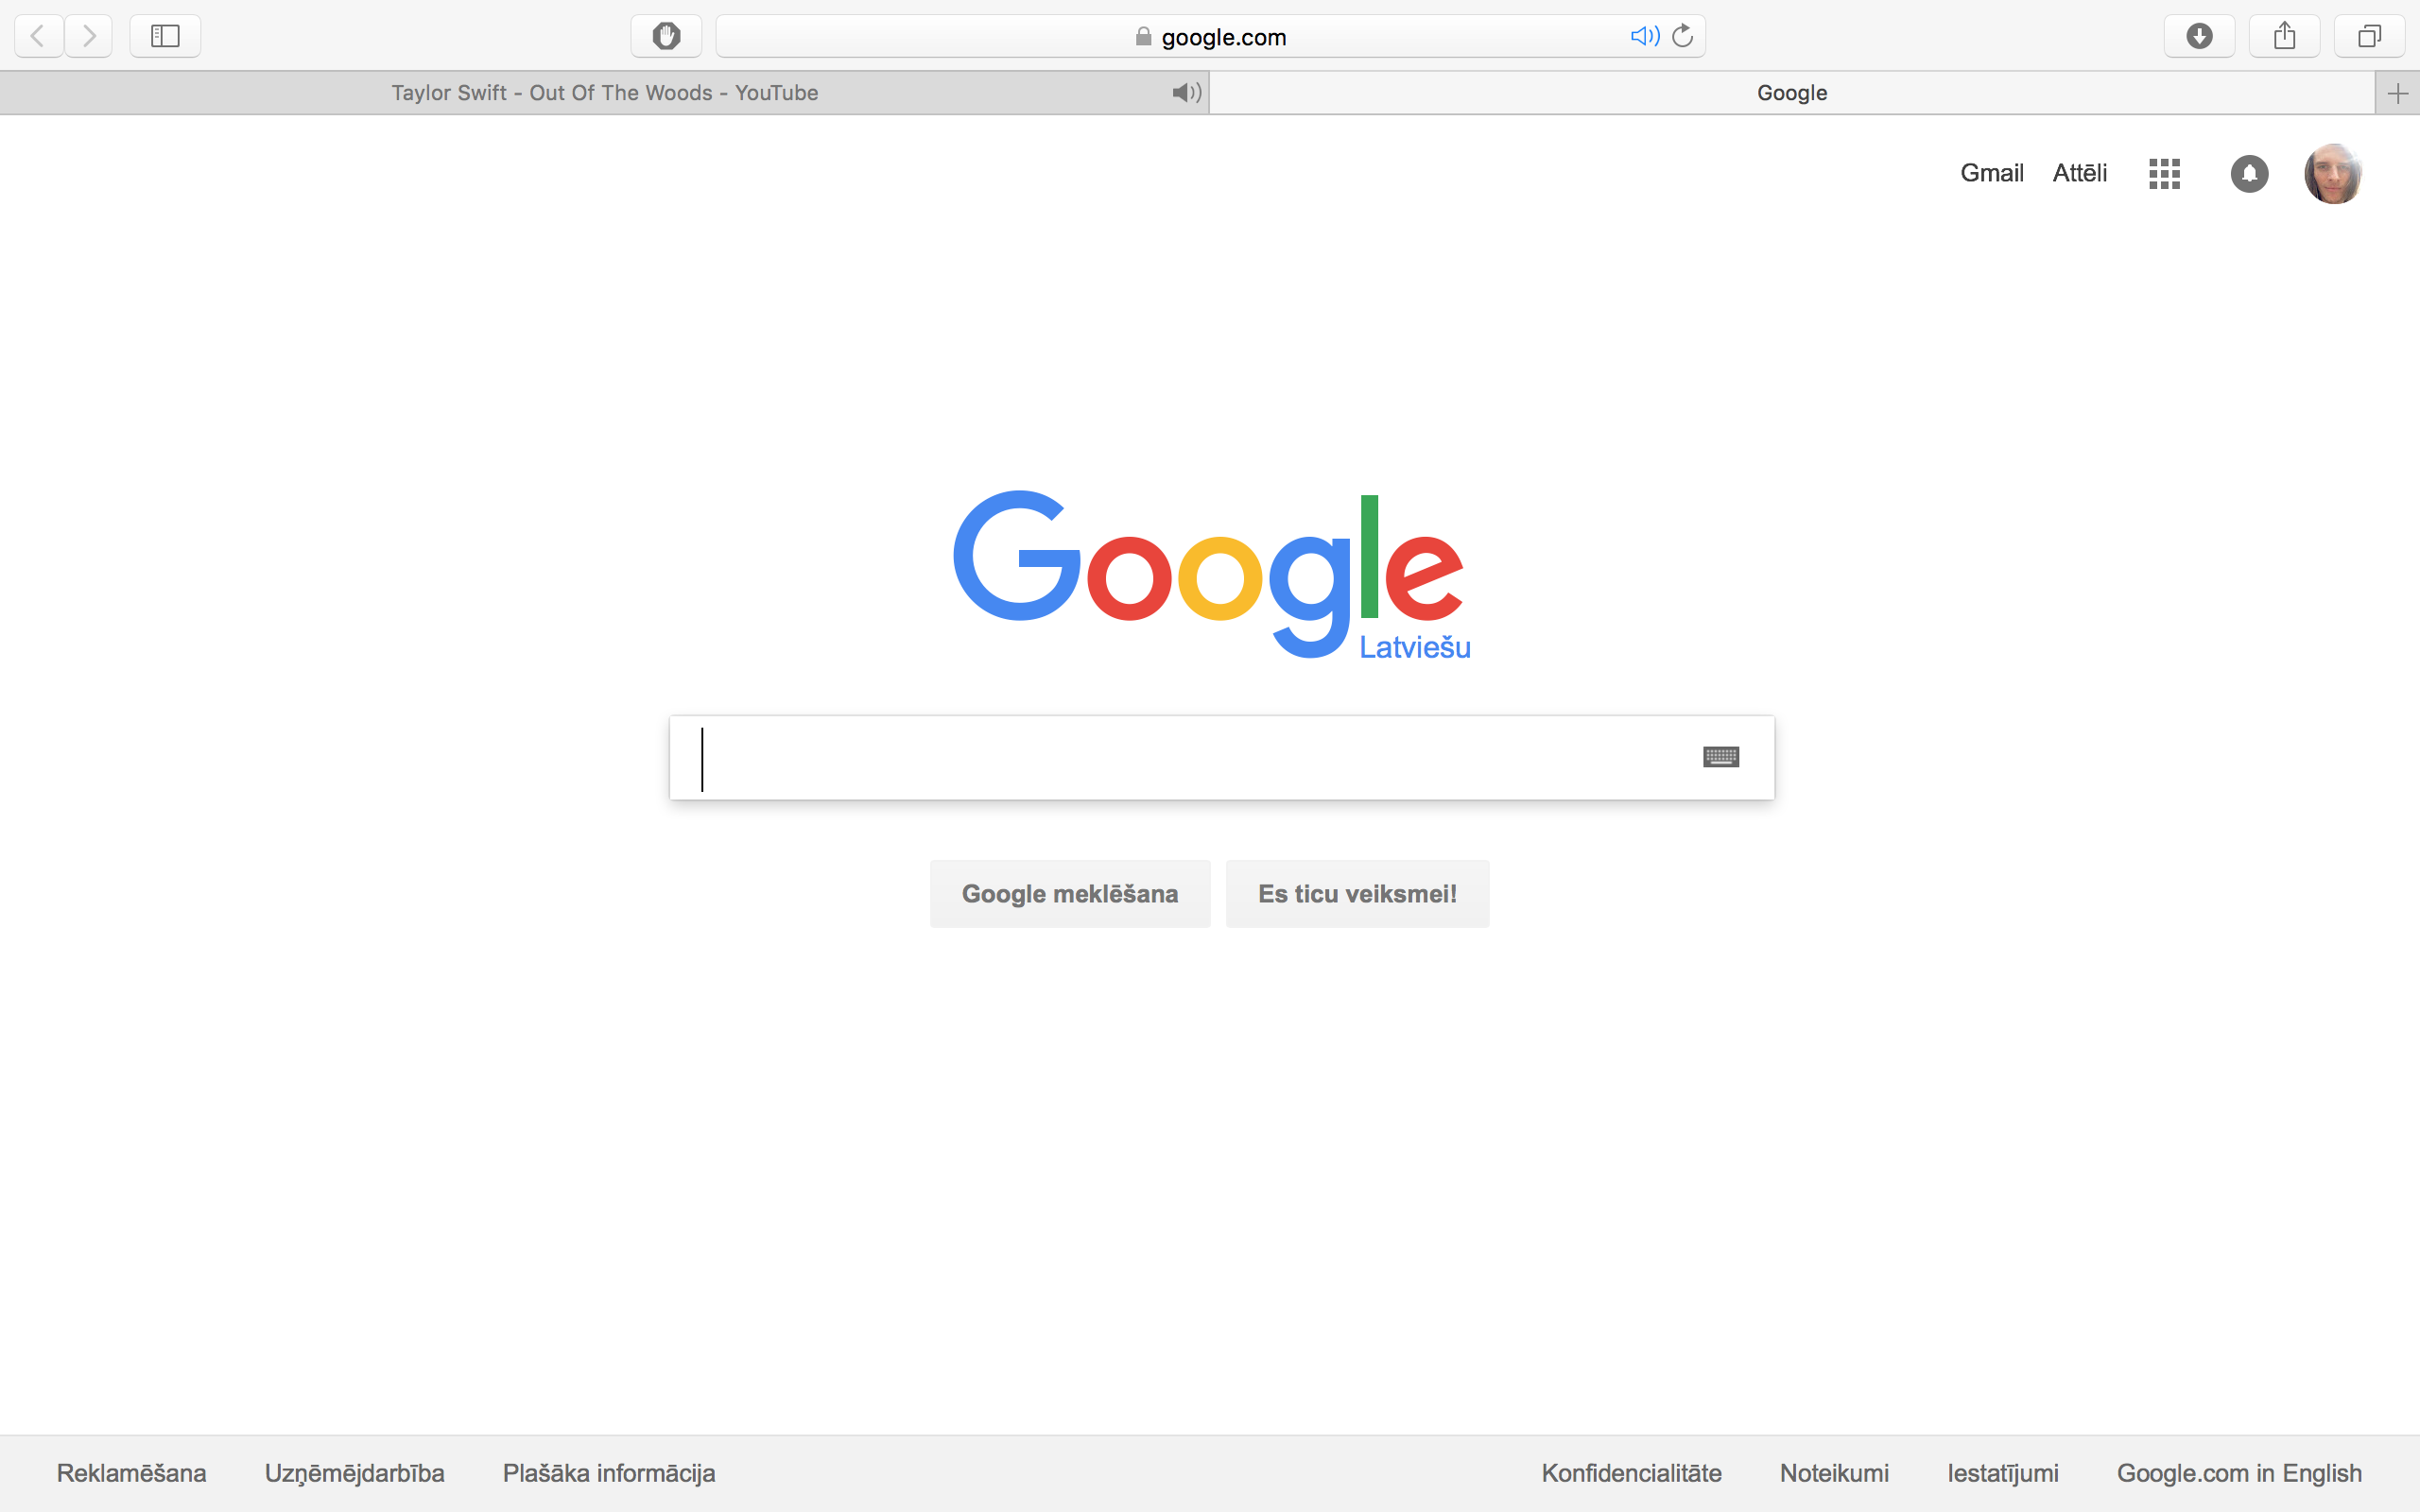 google.com
Taylor Swift - Out Of The Woods - YouTube
Google
Gmail Attēli
Google
Latviešu
Google meklēšana Es ticu veiksmei!
Reklamēšana Uzņēmējdarbība Plašāka informācija Konfidencialitāte Noteikumi Iestatījumi Google.com in English